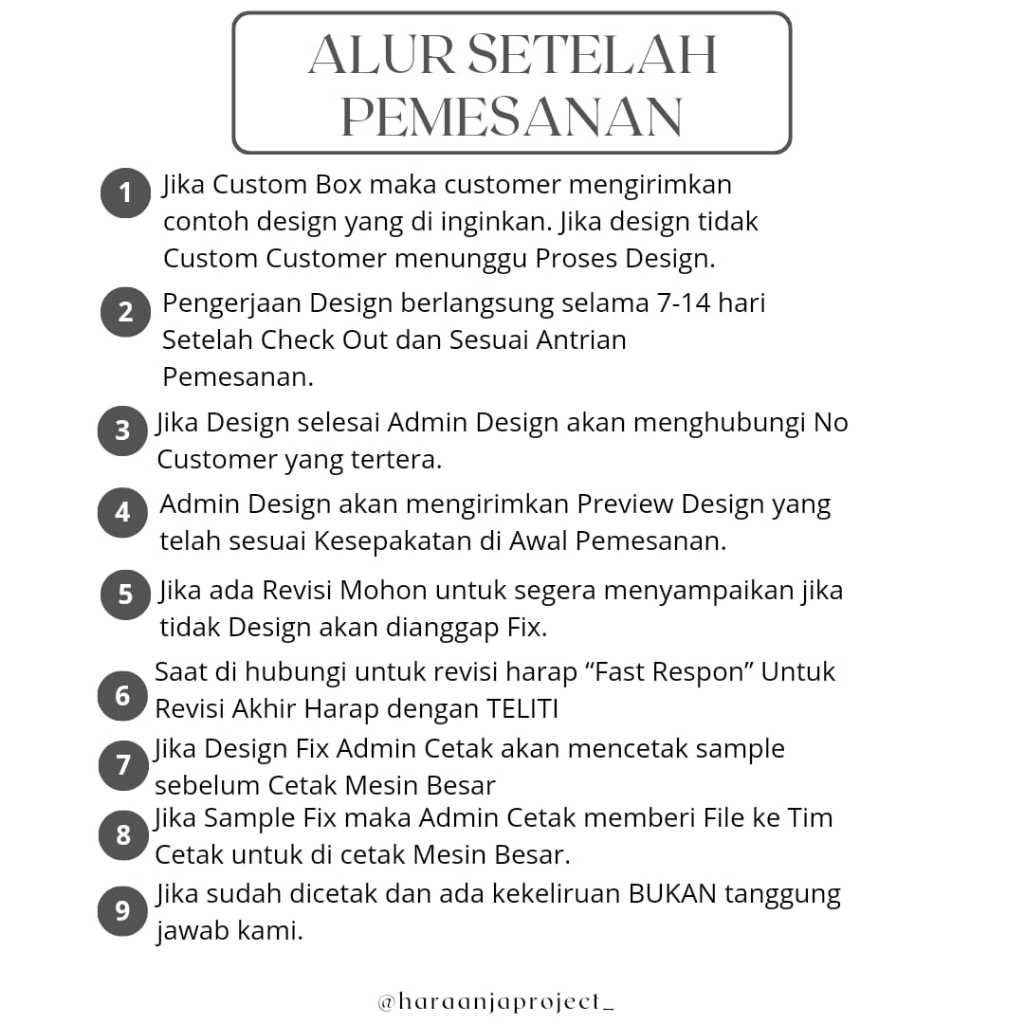 ALUR SETELAH
PEMESANAN
1 Jika Custom Box maka customer mengirimkan
contoh design yang di inginkan. Jika design tidak
Custom Customer menunggu Proses Design.
2 Pengerjaan Design berlangsung selama 7-14 hari
Setelah Check Out dan Sesuai Antrian
Pemesanan.
3 Jika Design selesai Admin Design akan menghubungi No
Customer yang tertera.
4 Admin Design akan mengirimkan Preview Design yang
telah sesuai Kesepakatan di Awal Pemesanan.
5 Jika ada Revisi Mohon untuk segera menyampaikan jika
tidak Design akan dianggap Fix.
6 Saat di hubungi untuk revisi harap “Fast Respon” Untuk
Revisi Akhir Harap dengan TELITI
7 Jika Design Fix Admin Cetak akan mencetak sample
sebelum Cetak Mesin Besar
8 Jika Sample Fix maka Admin Cetak memberi File ke Tim
Cetak untuk di cetak Mesin Besar.
9 Jika sudah dicetak dan ada kekeliruan BUKAN tanggung
jawab kami.
@haraanjaproject_